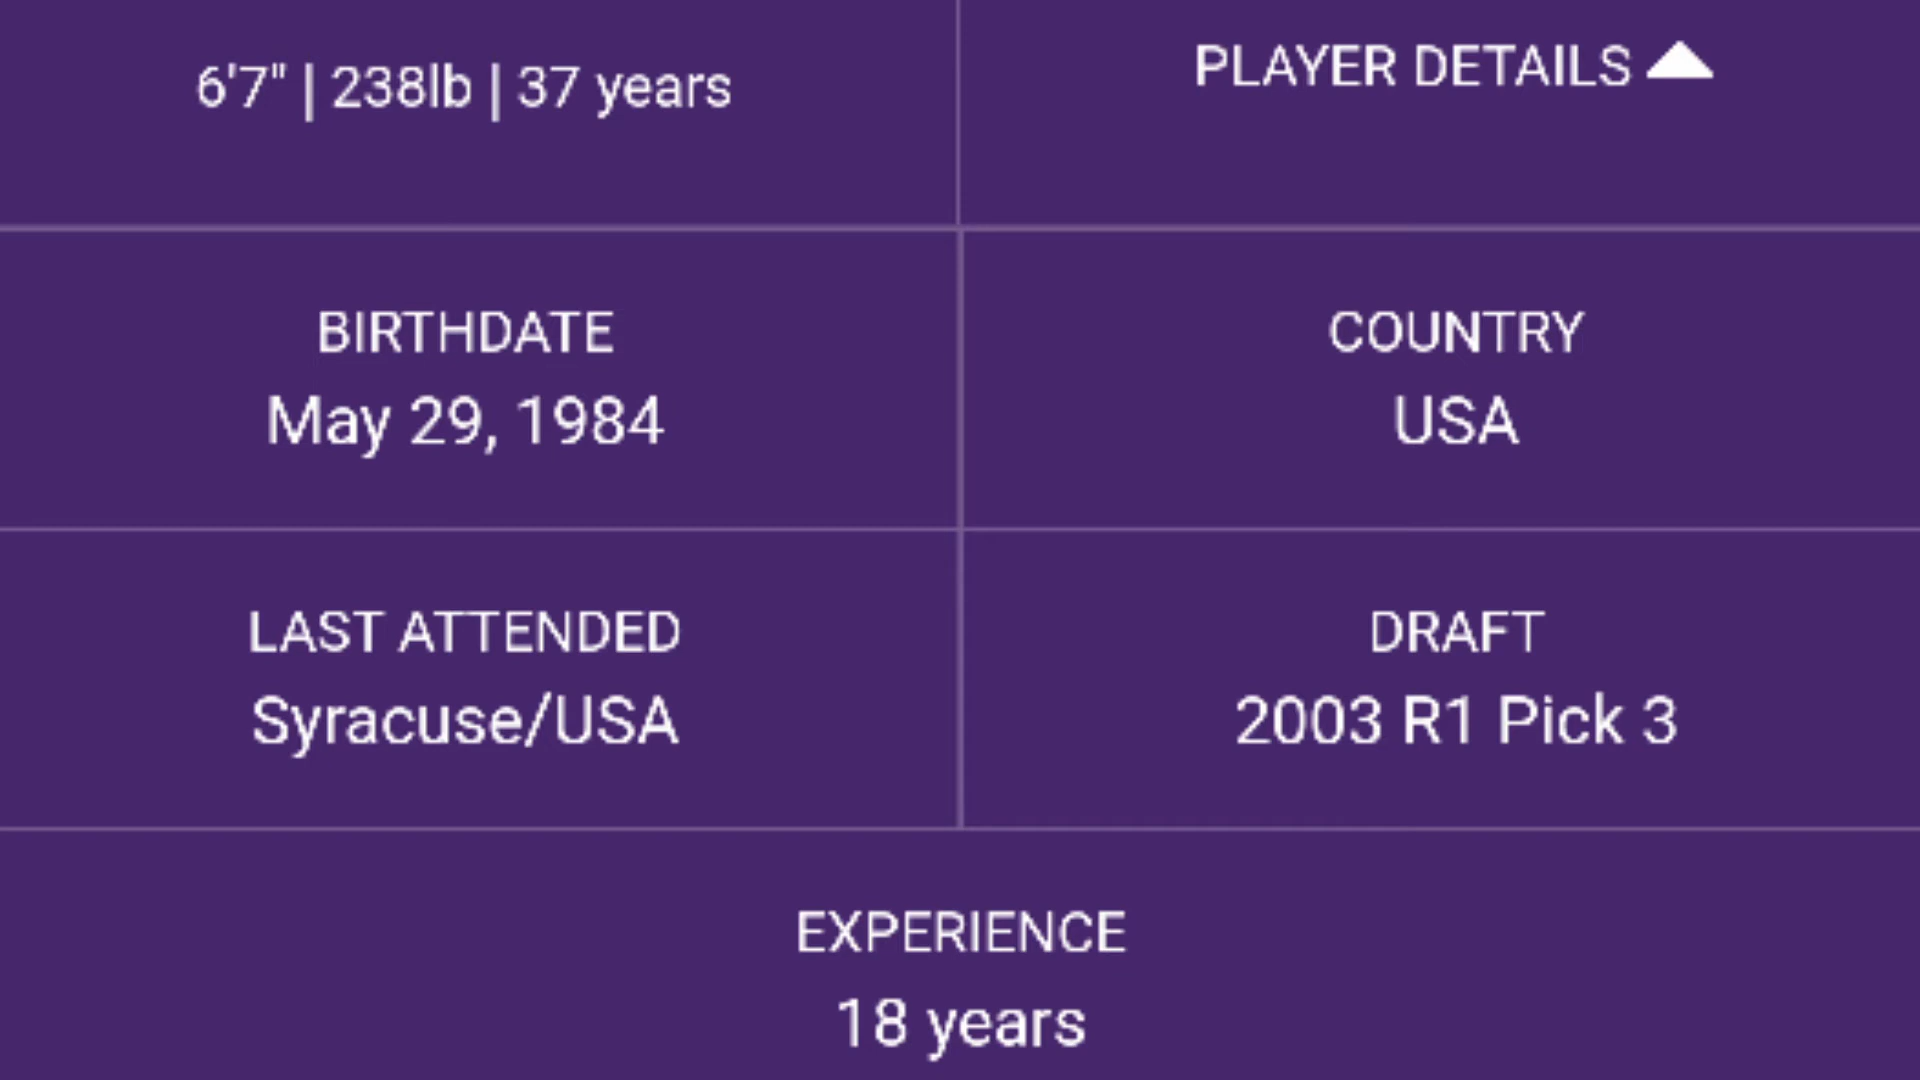 6'7" | 238lb | 37 years
PLAYER DETAILS
BIRTHDATE
May 29, 1984
COUNTRY
USA
LAST ATTENDED
Syracuse/USA
DRAFT
2003 R1 Pick 3
EXPERIENCE
18 years